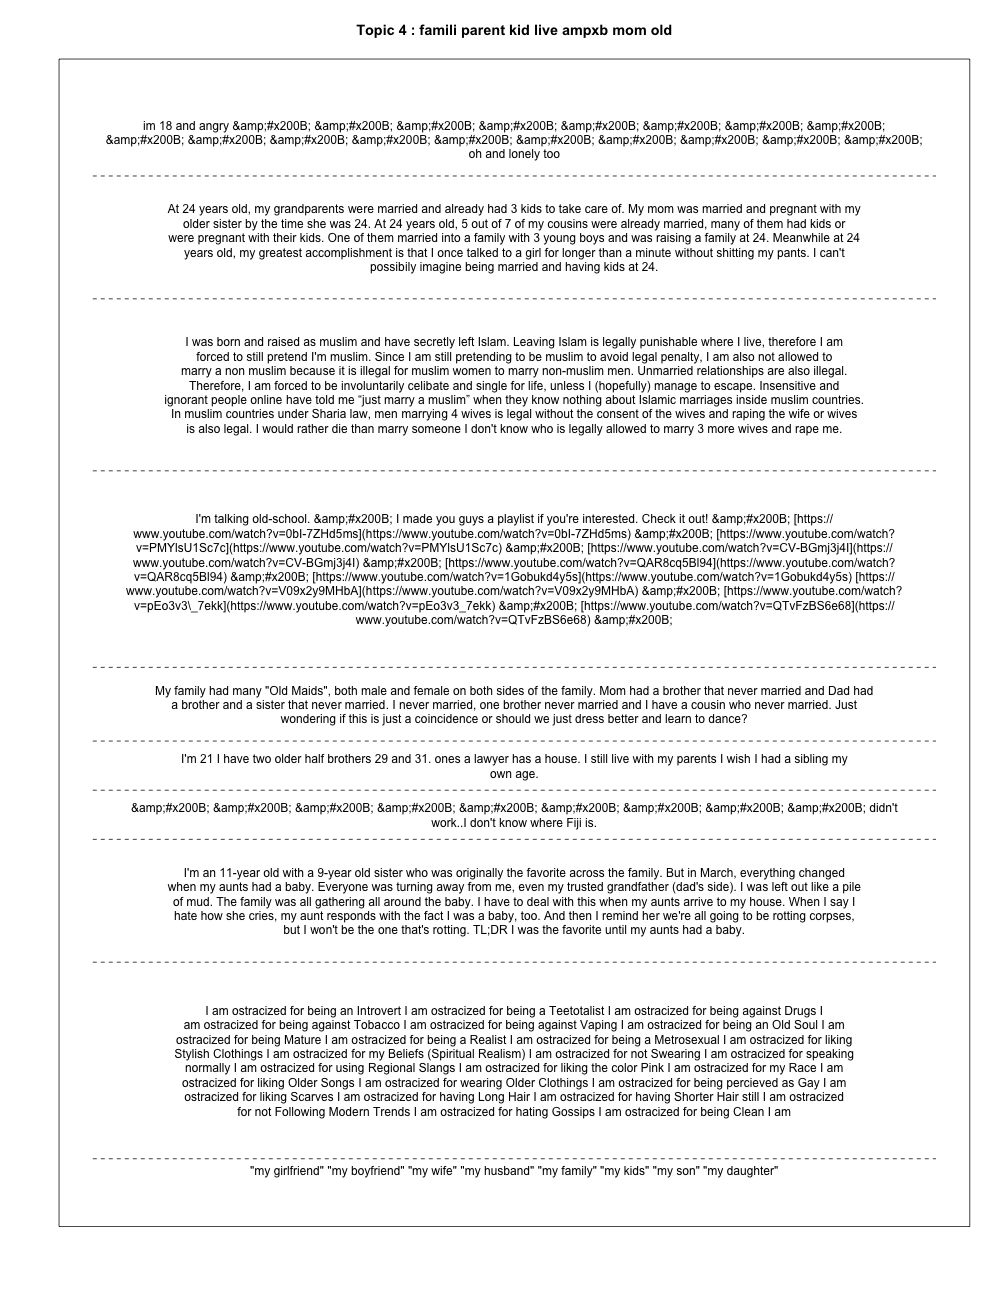 Topic 4 : famili parent kid live ampxb mom old
im 18 and angry &amp;#x200B; &amp;#x200B; &amp;#x200B; &amp;#x200B; &amp;#x200B; &amp;#x200B; &amp;#x200B; &amp;#x200B;
&amp;#x200B; &amp;#x200B; &amp;#x200B; &amp;#x200B; &amp;#x200B; &amp;#x200B; &amp;#x200B; &amp;#x200B; &amp;#x200B; &amp;#x200B;
oh and lonely too
At 24 years old, my grandparents were married and already had 3 kids to take care of. My mom was married and pregnant with my
older sister by the time she was 24. At 24 years old, 5 out of 7 of my cousins were already married, many of them had kids or
were pregnant with their kids. One of them married into a family with 3 young boys and was raising a family at 24. Meanwhile at 24
years old, my greatest accomplishment is that I once talked to a girl for longer than a minute without shitting my pants. I can't
possibily imagine being married and having kids at 24.
I was born and raised as muslim and have secretly left Islam. Leaving Islam is legally punishable where I live, therefore I am
forced to still pretend I'm muslim. Since I am still pretending to be muslim to avoid legal penalty, I am also not allowed to
marry a non muslim because it is illegal for muslim women to marry non-muslim men. Unmarried relationships are also illegal.
Therefore, I am forced to be involuntarily celibate and single for life, unless I (hopefully) manage to escape. Insensitive and
ignorant people online have told me “just marry a muslim” when they know nothing about Islamic marriages inside muslim countries.
In muslim countries under Sharia law, men marrying 4 wives is legal without the consent of the wives and raping the wife or wives
is also legal. I would rather die than marry someone I don't know who is legally allowed to marry 3 more wives and rape me.
I'm talking old-school. &amp;#x200B; I made you guys a playlist if you're interested. Check it out! &amp;#x200B; [https://
www.youtube.com/watch?v=0bI-7ZHd5ms](https://www.youtube.com/watch?v=0bI-7ZHd5ms) &amp;#x200B; [https://www.youtube.com/watch?
v=PMYlsU1Sc7c](https://www.youtube.com/watch?v=PMYlsU1Sc7c) &amp;#x200B; [https://www.youtube.com/watch?v=CV-BGmj3j4I](https://
www.youtube.com/watch?v=CV-BGmj3j4I) &amp;#x200B; [https://www.youtube.com/watch?v=QAR8cq5Bl94](https://www.youtube.com/watch?
v=QAR8cq5Bl94) &amp;#x200B; [https://www.youtube.com/watch?v=1Gobukd4y5s](https://www.youtube.com/watch?v=1Gobukd4y5s) [https://
www.youtube.com/watch?v=V09x2y9MHbA](https://www.youtube.com/watch?v=V09x2y9MHbA) &amp;#x200B; [https://www.youtube.com/watch?
v=pEo3v3\_7ekk](https://www.youtube.com/watch?v=pEo3v3_7ekk) &amp;#x200B; [https://www.youtube.com/watch?v=QTvFzBS6e68](https://
www.youtube.com/watch?v=QTvFzBS6e68) &amp;#x200B;
My family had many "Old Maids", both male and female on both sides of the family. Mom had a brother that never married and Dad had
a brother and a sister that never married. I never married, one brother never married and I have a cousin who never married. Just
wondering if this is just a coincidence or should we just dress better and learn to dance?
I'm 21 I have two older half brothers 29 and 31. ones a lawyer has a house. I still live with my parents I wish I had a sibling my
own age.
&amp;#x200B; &amp;#x200B; &amp;#x200B; &amp;#x200B; &amp;#x200B; &amp;#x200B; &amp;#x200B; &amp;#x200B; &amp;#x200B; didn't
work..I don't know where Fiji is.
I'm an 11-year old with a 9-year old sister who was originally the favorite across the family. But in March, everything changed
when my aunts had a baby. Everyone was turning away from me, even my trusted grandfather (dad's side). I was left out like a pile
of mud. The family was all gathering all around the baby. I have to deal with this when my aunts arrive to my house. When I say I
hate how she cries, my aunt responds with the fact I was a baby, too. And then I remind her we're all going to be rotting corpses,
but I won't be the one that's rotting. TL;DR I was the favorite until my aunts had a baby.
I am ostracized for being an Introvert I am ostracized for being a Teetotalist I am ostracized for being against Drugs I
am ostracized for being against Tobacco I am ostracized for being against Vaping I am ostracized for being an Old Soul I am
ostracized for being Mature I am ostracized for being a Realist I am ostracized for being a Metrosexual I am ostracized for liking
Stylish Clothings I am ostracized for my Beliefs (Spiritual Realism) I am ostracized for not Swearing I am ostracized for speaking
normally I am ostracized for using Regional Slangs I am ostracized for liking the color Pink I am ostracized for my Race I am
ostracized for liking Older Songs I am ostracized for wearing Older Clothings I am ostracized for being percieved as Gay I am
ostracized for liking Scarves I am ostracized for having Long Hair I am ostracized for having Shorter Hair still I am ostracized
for not Following Modern Trends I am ostracized for hating Gossips I am ostracized for being Clean I am
"my girlfriend" "my boyfriend" "my wife" "my husband" "my family" "my kids" "my son" "my daughter"